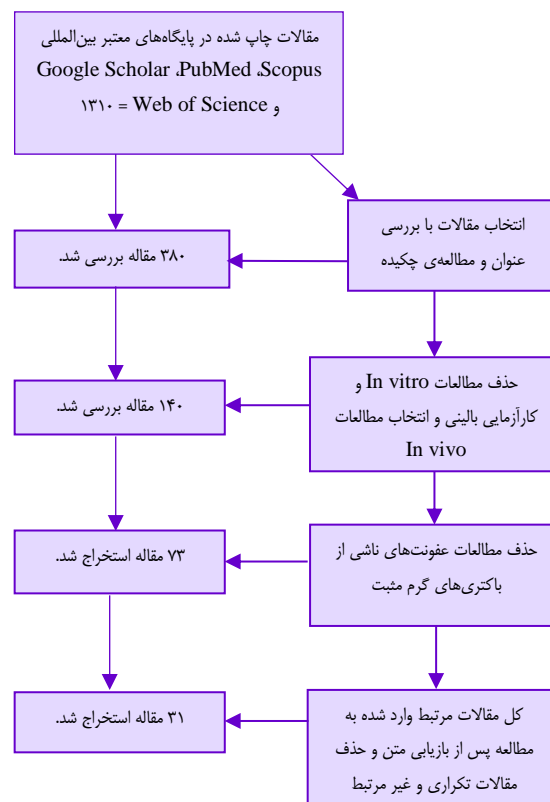 مقالات چاپ شده در پایگاه‌های معتبر بین‌المللی
Google Scholar ،PubMed ،Scopus
و Web of Science = ۱۳۱۰
انتخاب مقالات با بررسی
عنوان و مطالعه‌ی چکیده
۳۸۰ مقاله بررسی شد.
حذف مطالعات In vitro و
کارآزمایی بالینی و انتخاب مطالعات
In vivo
۱۴۰ مقاله بررسی شد.
حذف مطالعات عفونت‌های ناشی از
باکتری‌های گرم مثبت
۷۳ مقاله استخراج شد.
کل مقالات مرتبط وارد شده به
مطالعه پس از بازیابی متن و حذف
مقالات تکراری و غیر مرتبط
۳۱ مقاله استخراج شد.